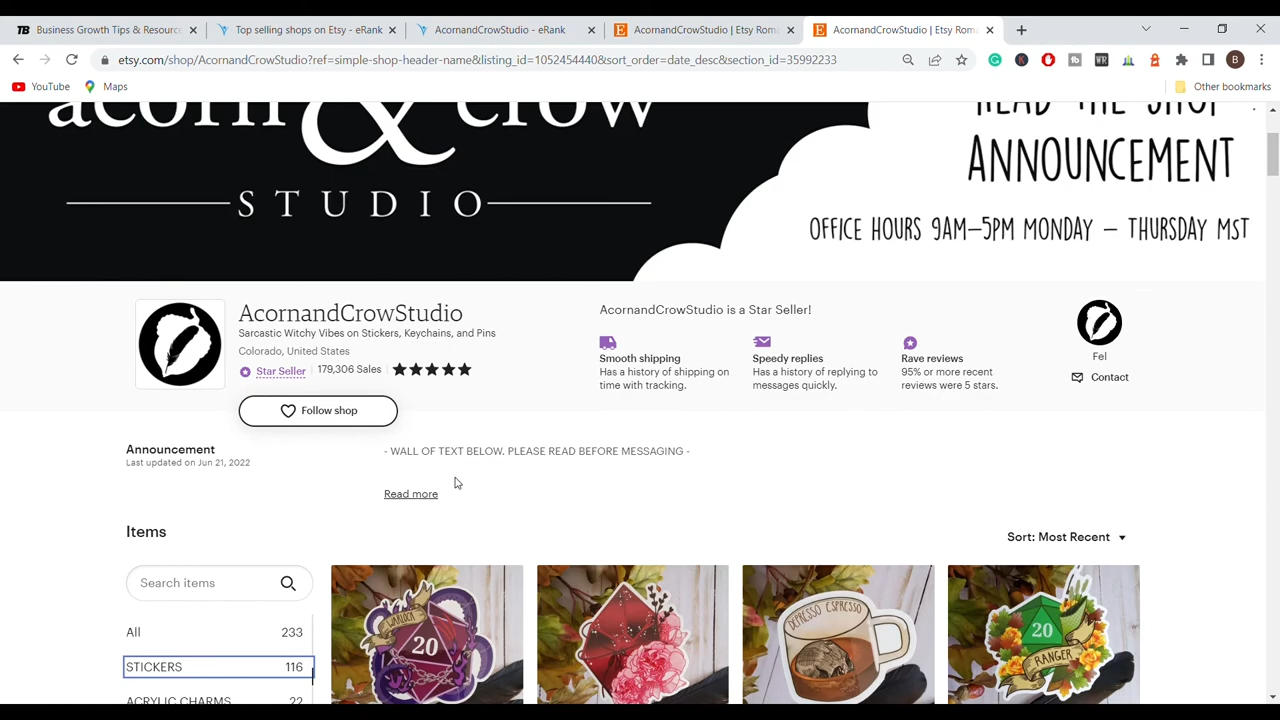 Business Growth Tips & Resource
Top selling shops on Etsy - eRank
AcornandCrowStudio - eRank
AcornandCrowStudio | Etsy Rom
AcornandCrowStudio | Etsy Rom
etsy.com/shop/AcornandCrowStudio?ref=simple-shop-header-name&listing_id=1052454440&sort_order=date_desc&section_id=35992233
YouTube
Maps
Other bookmarks
acorn & crow
STUDIO
READ THE SHOP
ANNOUNCEMENT
OFFICE HOURS 9AM-5PM MONDAY - THURSDAY MST
AcornandCrowStudio
Sarcastic Witchy Vibes on Stickers, Keychains, and Pins
Colorado, United States
Star Seller
179,306 Sales
Follow shop
AcornandCrowStudio is a Star Seller!
Smooth shipping
Has a history of shipping on
time with tracking.
Speedy replies
Has a history of replying to
messages quickly.
Rave reviews
95% or more recent
reviews were 5 stars.
Fel
Contact
Announcement
Last updated on Jun 21, 2022
- WALL OF TEXT BELOW. PLEASE READ BEFORE MESSAGING -
Read more
Items
Sort: Most Recent
Search items
All 233
STICKERS 116
ACRYLIC CHARMS 22
WARLOCK
20
DEPRESSO ESPRESSO
20
RANGER